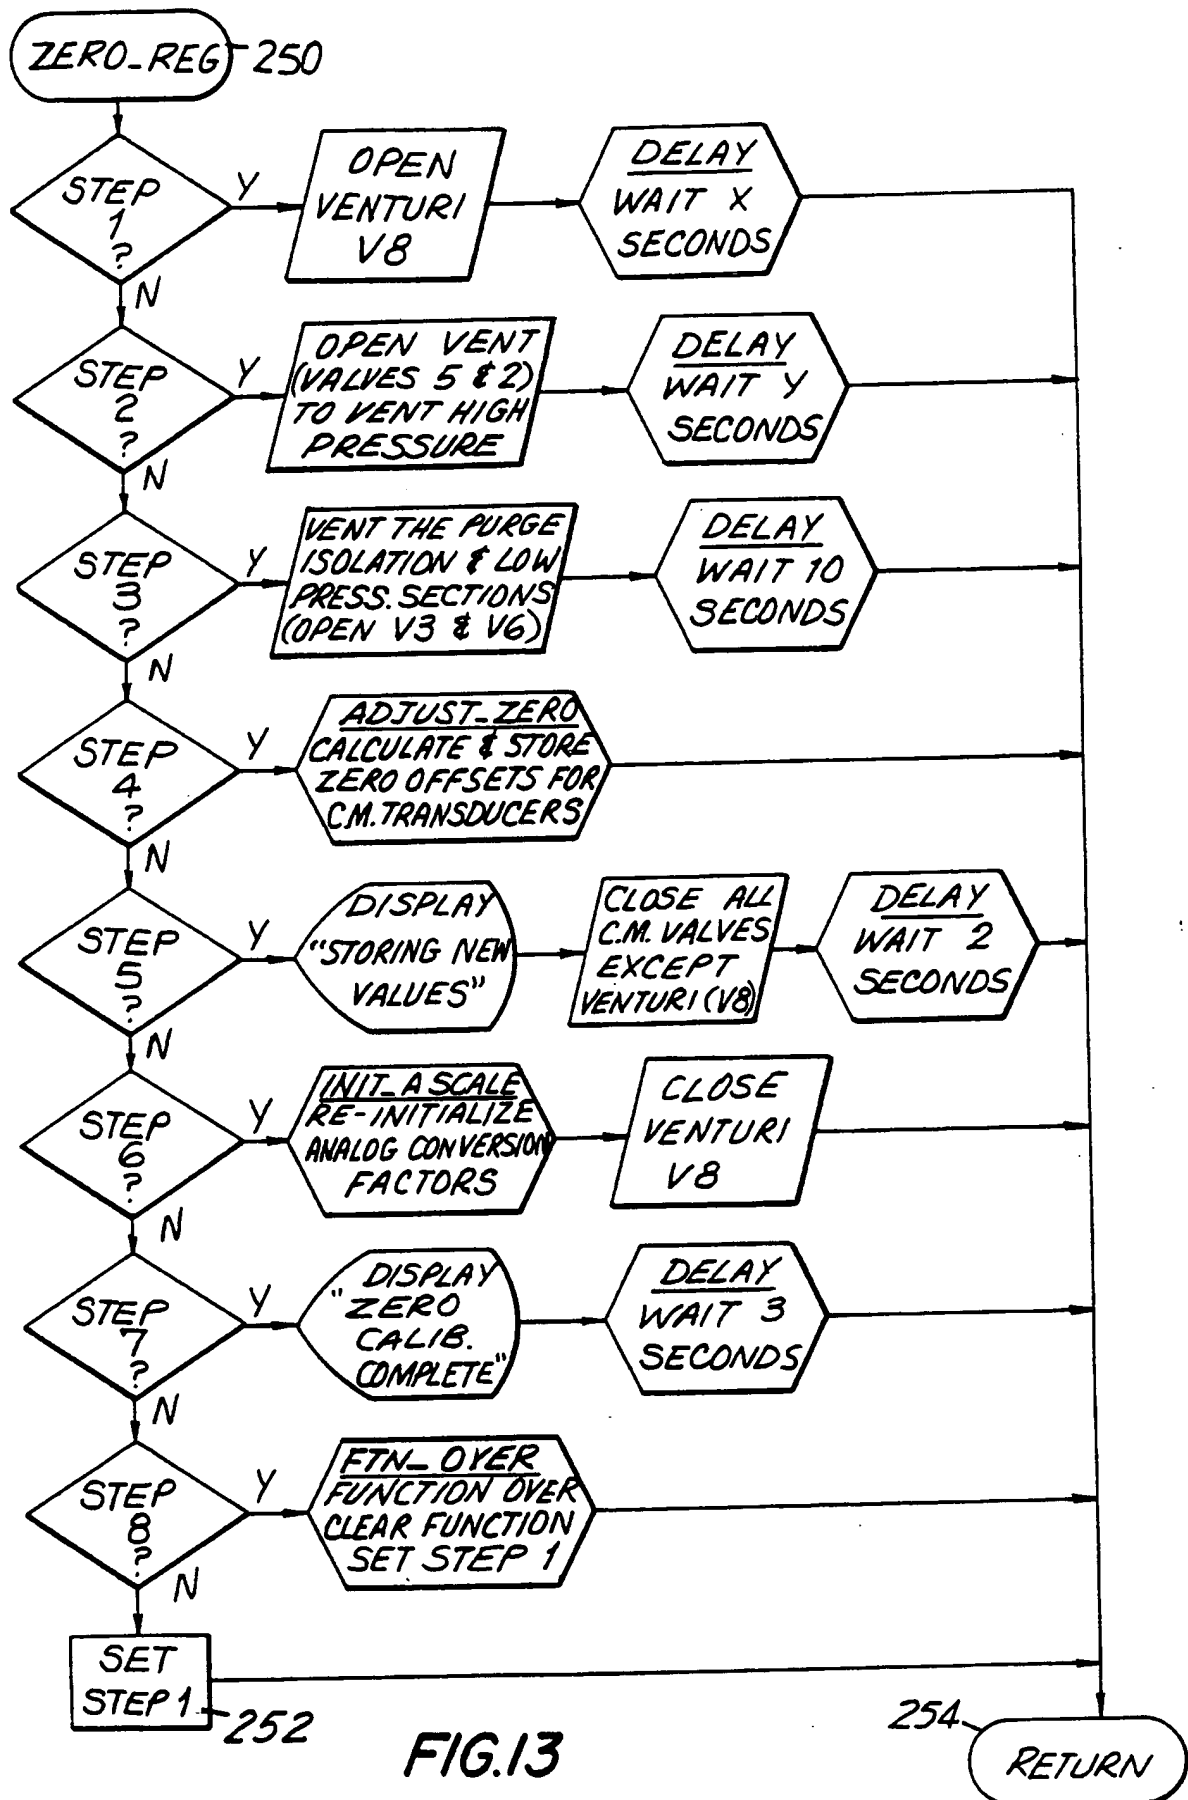 ZERO_REG 250
STEP
1
?
Y
N
OPEN
VENTURI
V8
DELAY
WAIT X
SECONDS
STEP
2
?
Y
N
OPEN VENT
(VALVES 5 & 2)
TO VENT HIGH
PRESSURE
DELAY
WAIT Y
SECONDS
STEP
3
?
Y
N
VENT THE PURGE
ISOLATION & LOW
PRESS. SECTIONS
(OPEN V3 & V6)
DELAY
WAIT 10
SECONDS
STEP
4
?
Y
N
ADJUST_ZERO
CALCULATE & STORE
ZERO OFFSETS FOR
C.M. TRANSDUCERS
STEP
5
?
Y
N
DISPLAY
"STORING NEW
VALUES"
CLOSE ALL
C.M. VALVES
EXCEPT
VENTURI (V8)
DELAY
WAIT 2
SECONDS
STEP
6
?
Y
N
INIT_A SCALE
RE-INITIALIZE
ANALOG CONVERSION
FACTORS
CLOSE
VENTURI
V8
STEP
7
?
Y
N
DISPLAY
"ZERO
CALIB.
COMPLETE"
DELAY
WAIT 3
SECONDS
STEP
8
?
Y
N
FTN_OYER
FUNCTION OVER
CLEAR FUNCTION
SET STEP 1
SET
STEP 1
252
254
RETURN
FIG.13